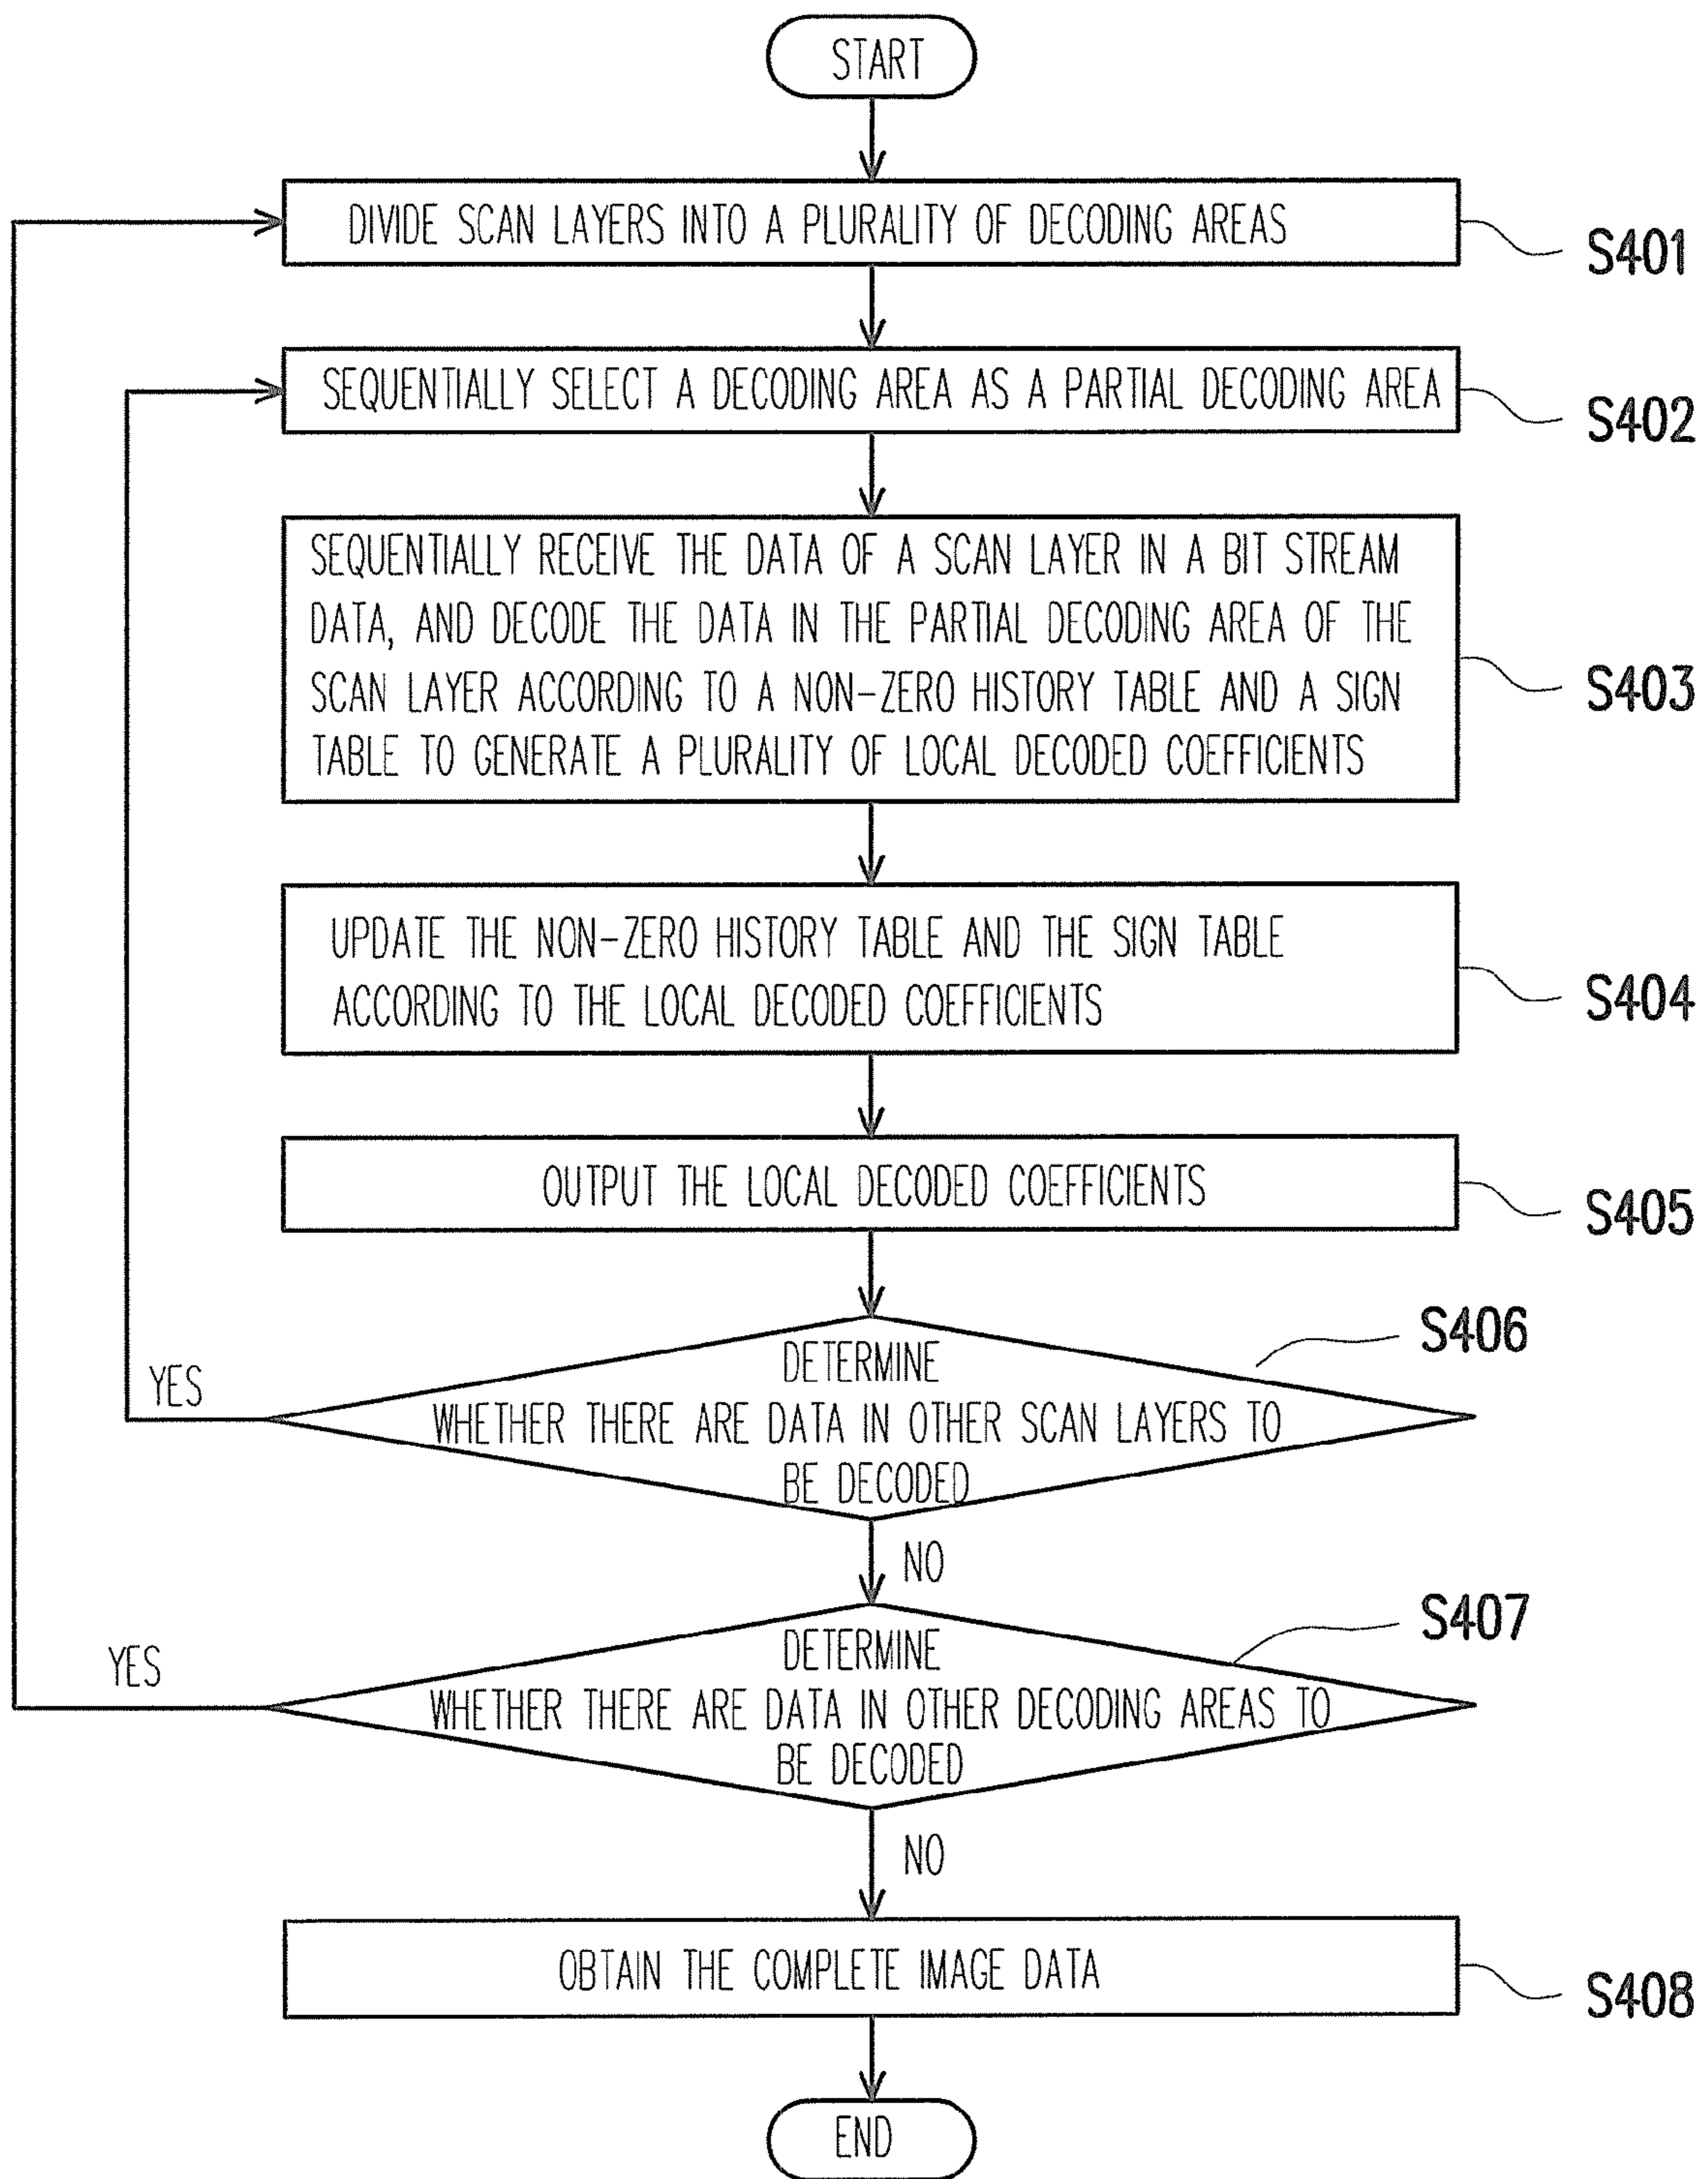 START
DIVIDE SCAN LAYERS INTO A PLURALITY OF DECODING AREAS
S401
SEQUENTIALLY SELECT A DECODING AREA AS A PARTIAL DECODING AREA
S402
SEQUENTIALLY RECEIVE THE DATA OF A SCAN LAYER IN A BIT STREAM
DATA, AND DECODE THE DATA IN THE PARTIAL DECODING AREA OF THE
SCAN LAYER ACCORDING TO A NON-ZERO HISTORY TABLE AND A SIGN
TABLE TO GENERATE A PLURALITY OF LOCAL DECODED COEFFICIENTS
S403
UPDATE THE NON-ZERO HISTORY TABLE AND THE SIGN TABLE
ACCORDING TO THE LOCAL DECODED COEFFICIENTS
S404
OUTPUT THE LOCAL DECODED COEFFICIENTS
S405
DETERMINE
WHETHER THERE ARE DATA IN OTHER SCAN LAYERS TO
BE DECODED
S406
YES
NO
DETERMINE
WHETHER THERE ARE DATA IN OTHER DECODING AREAS TO
BE DECODED
S407
YES
NO
OBTAIN THE COMPLETE IMAGE DATA
S408
END